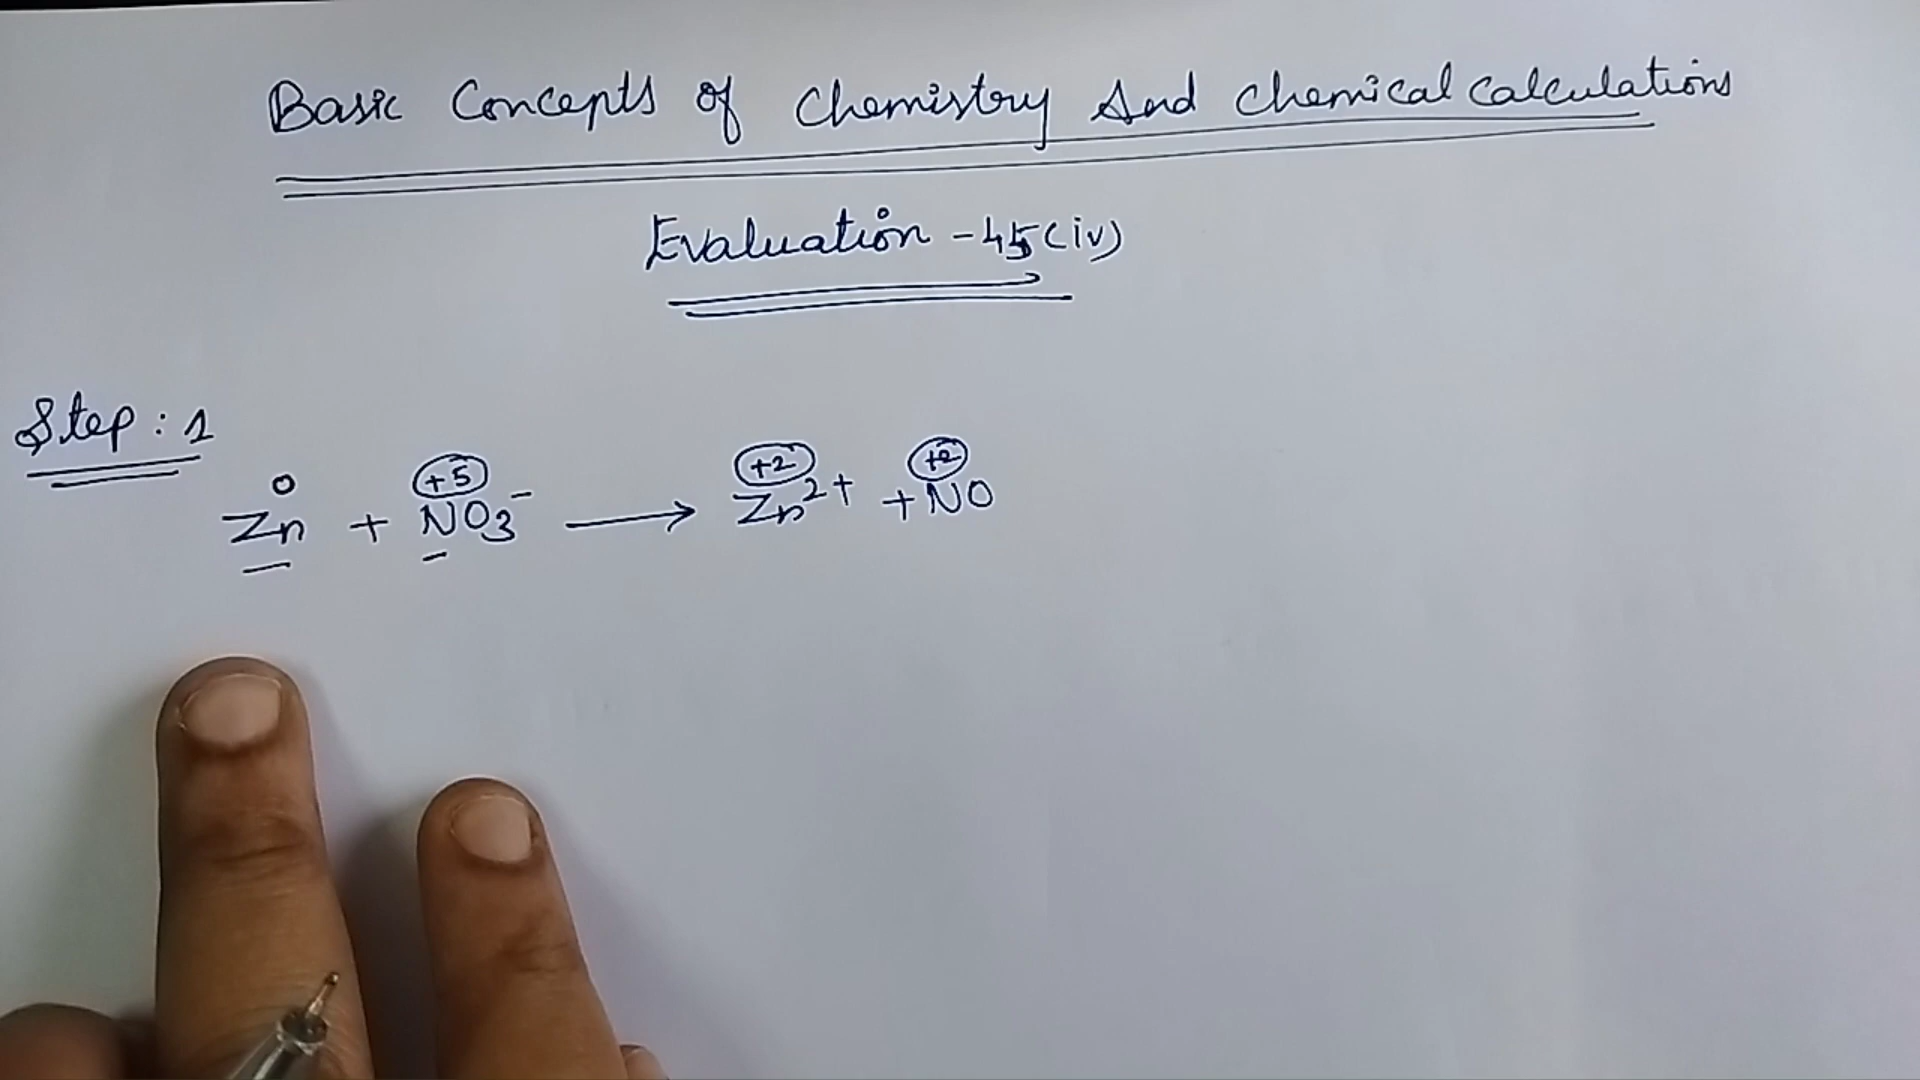 Basic Concepts of Chemistry And Chemical Calculations
Evaluation - 45(iv)
Step : 1
0 +5 +2 +2
Zn + NO3⁻ ⟶ Zn²⁺ + NO